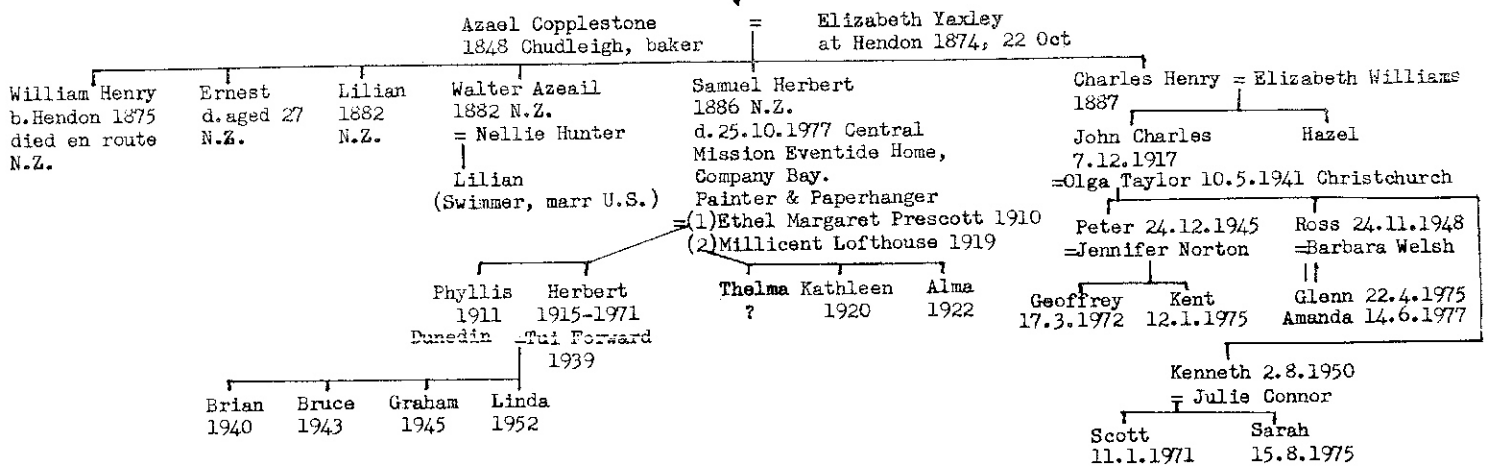 Azael Copplestone = Elizabeth Yaxley
1848 Chudleigh, baker at Hendon 1874, 22 Oct
William Henry
b.Hendon 1875
died en route
N.Z.
Ernest
d.aged 27
N.Z.
Lilian
1882
N.Z.
Walter Azeail
1882 N.Z.
= Nellie Hunter
Lilian
(Swimmer, marr U.S.)
Samuel Herbert
1886 N.Z.
d.25.10.1977 Central
Mission Eventide Home,
Company Bay.
Painter & Paperhanger
=(1)Ethel Margaret Prescott 1910
(2)Millicent Lofthouse 1919
Charles Henry = Elizabeth Williams
1887
John Charles
7.12.1917
=Olga Taylor 10.5.1941 Christchurch
Hazel
Phyllis
1911
Dunedin
Herbert
1915-1971
=Tui Forward
1939
Thelma
?
Kathleen
1920
Alma
1922
Peter 24.12.1945
=Jennifer Norton
Ross 24.11.1948
=Barbara Welsh
Geoffrey
17.3.1972
Kent
12.1.1975
Glenn 22.4.1975
Amanda 14.6.1977
Brian
1940
Bruce
1943
Graham
1945
Linda
1952
Kenneth 2.8.1950
= Julie Connor
Scott
11.1.1971
Sarah
15.8.1975